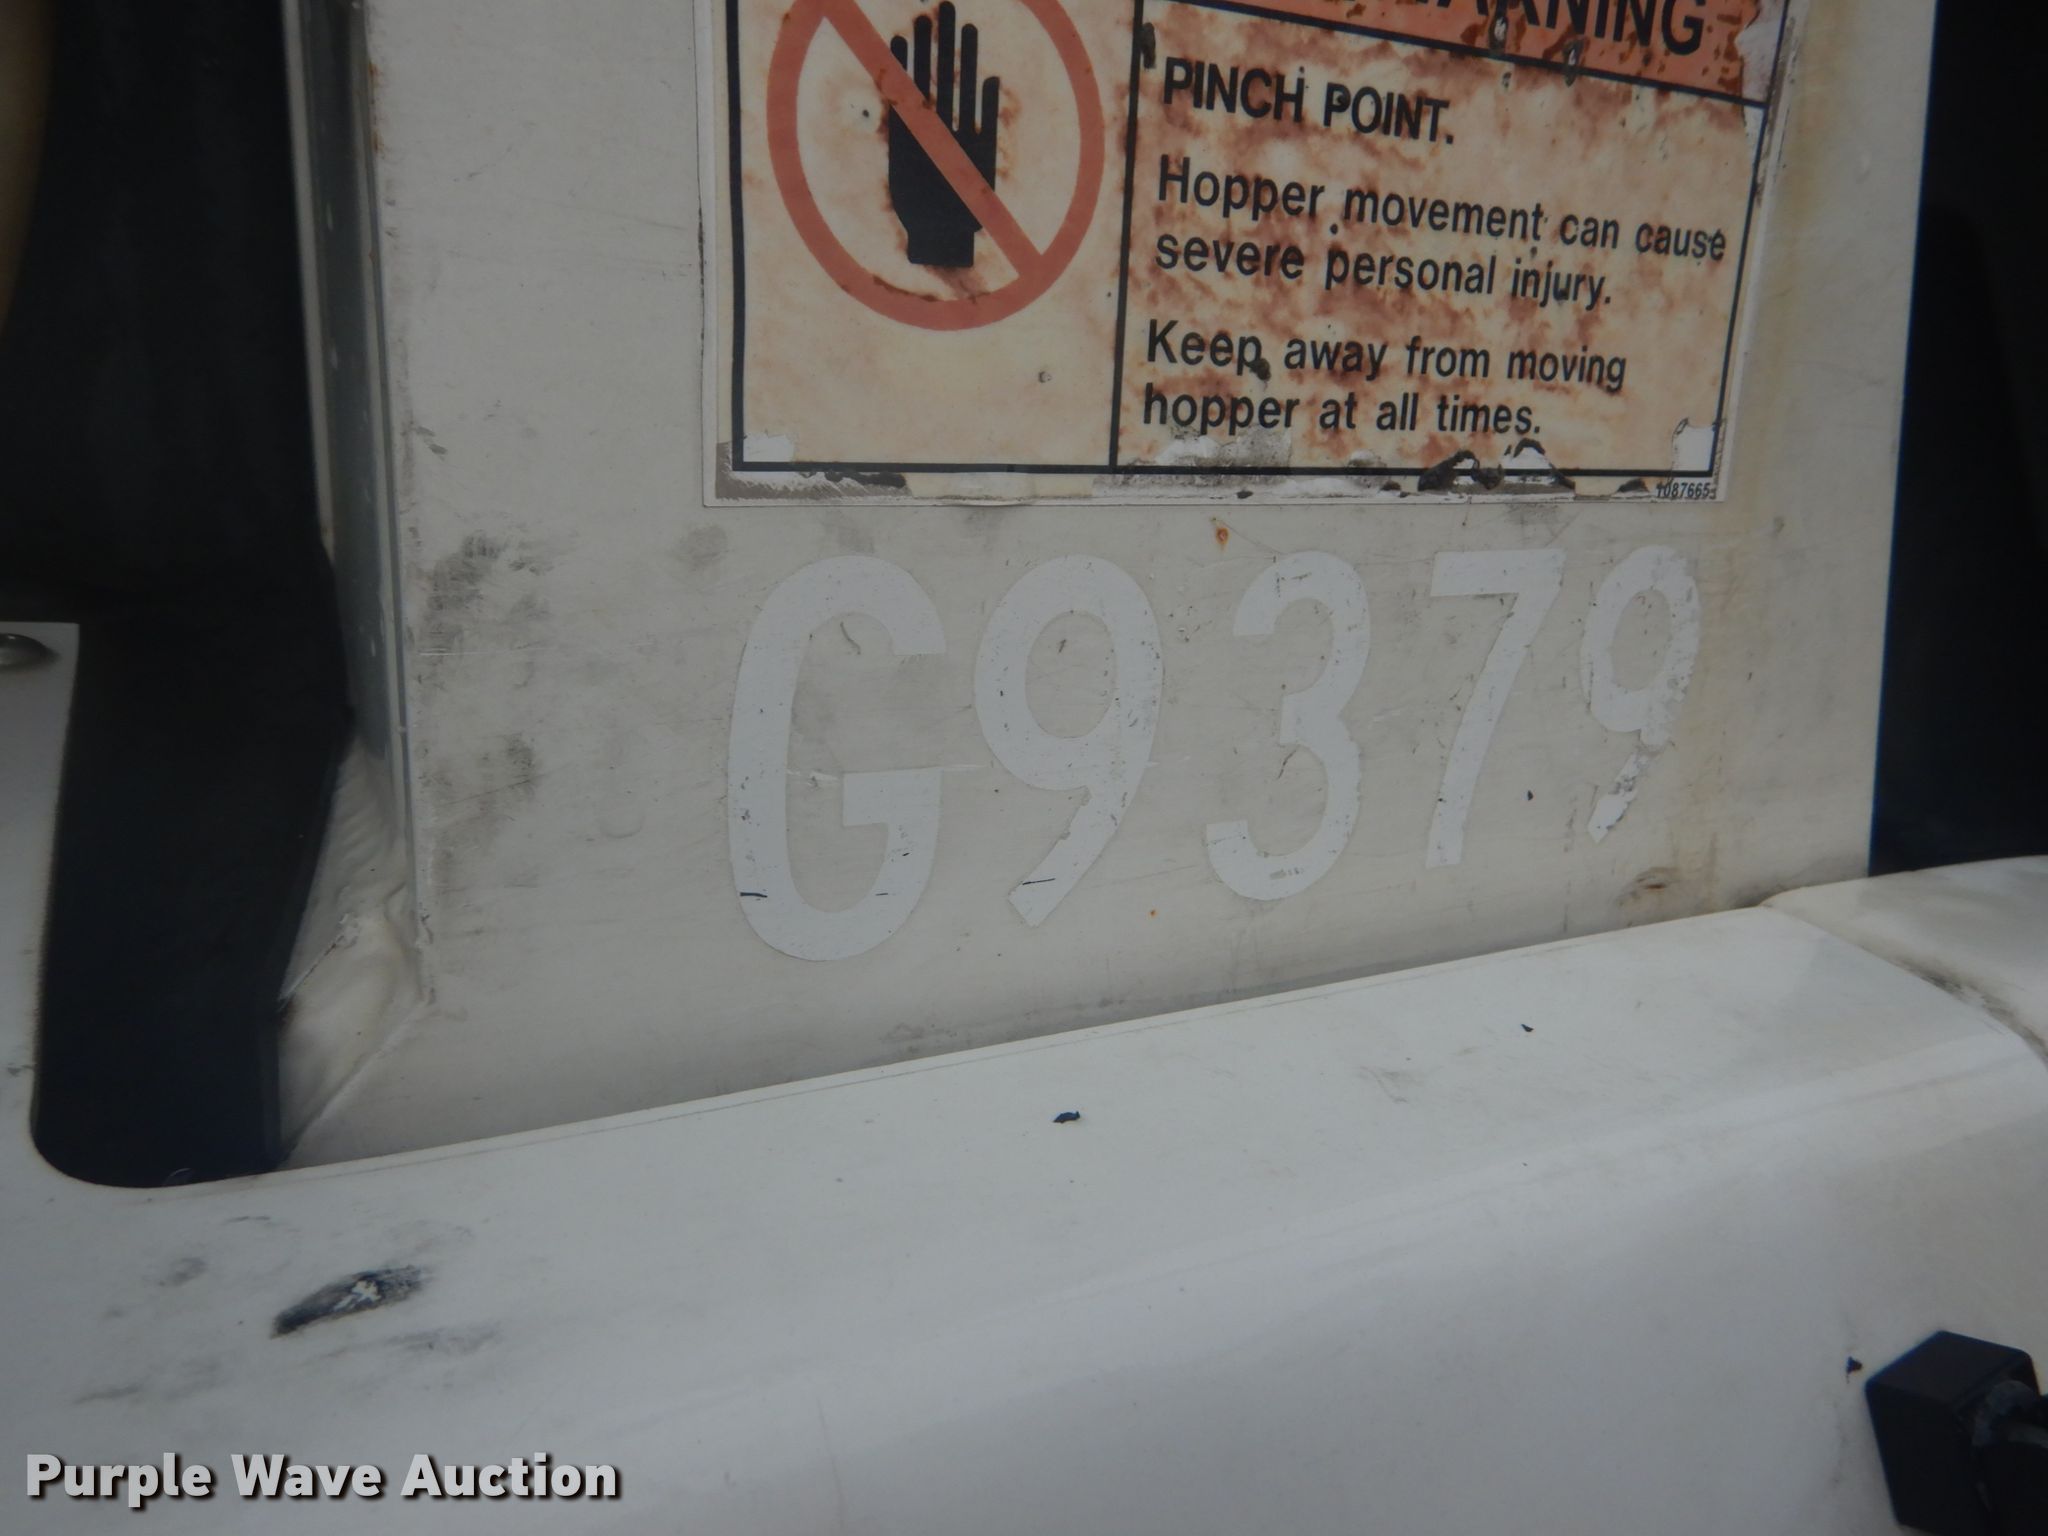 WARNING
PINCH POINT.
Hopper movement can cause
severe personal injury.
Keep away from moving
hopper at all times.
1087665
G9379
Purple Wave Auction